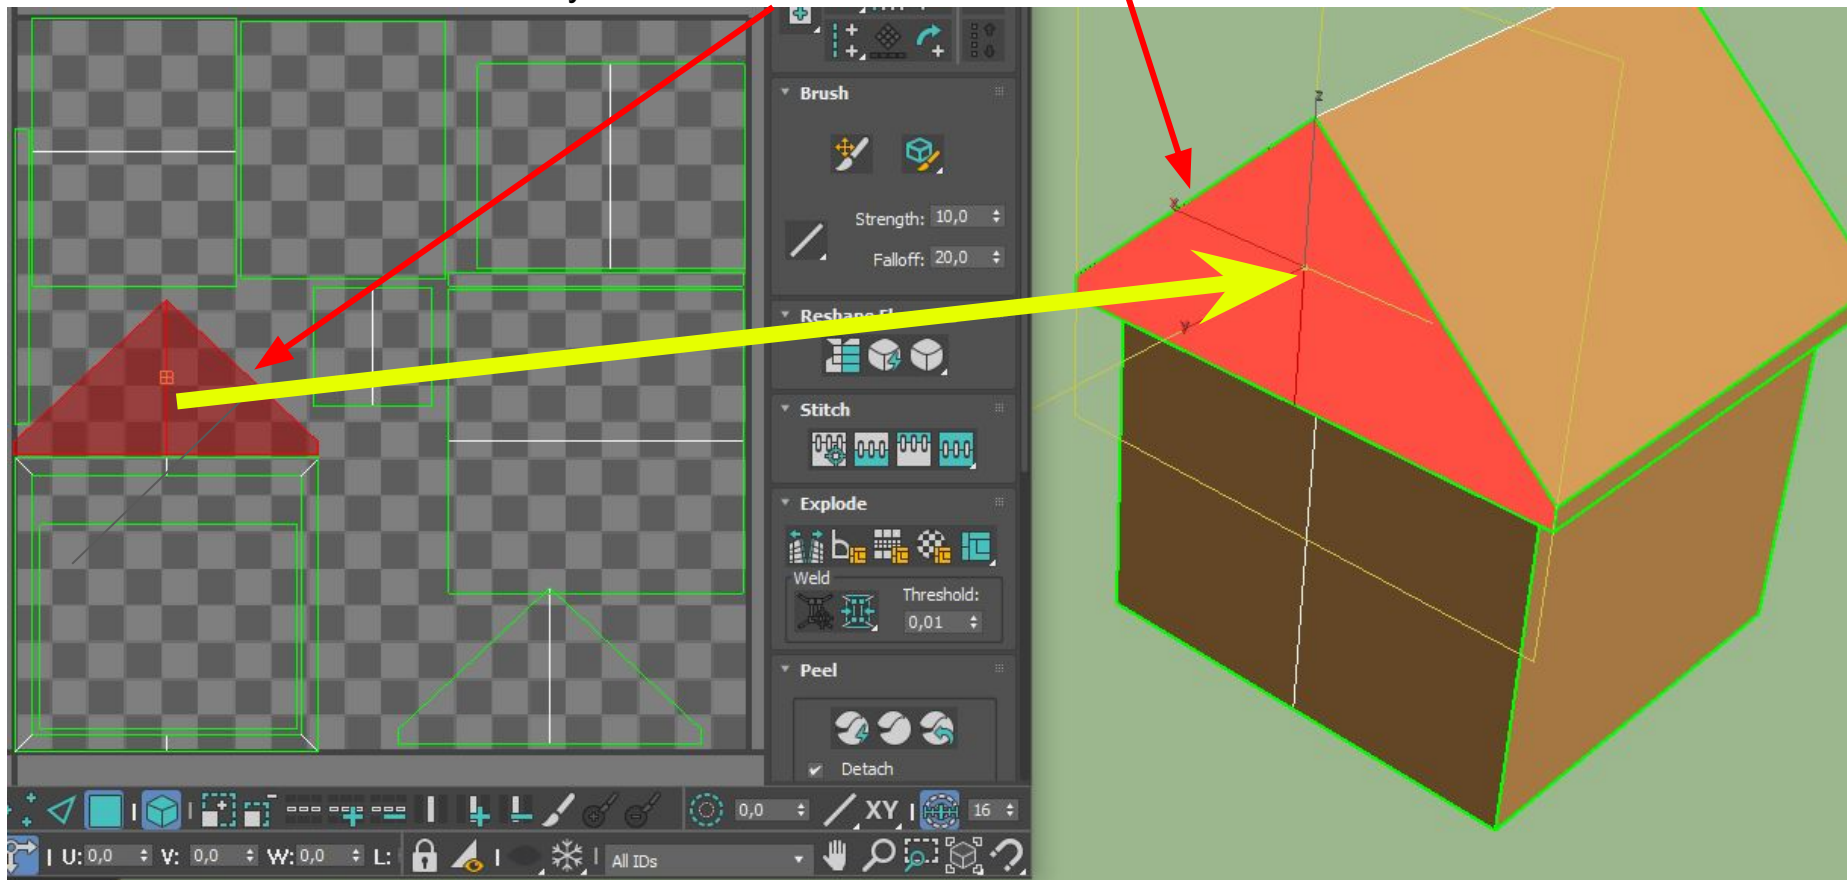 Brush
Strength: 10,0
Falloff: 20,0
Stitch
Explode
Weld
Threshold:
0,01
Peel
Detach
0,0
XY
16
U: 0,0 V: 0,0 W: 0,0 L:
All IDs
z
x
y